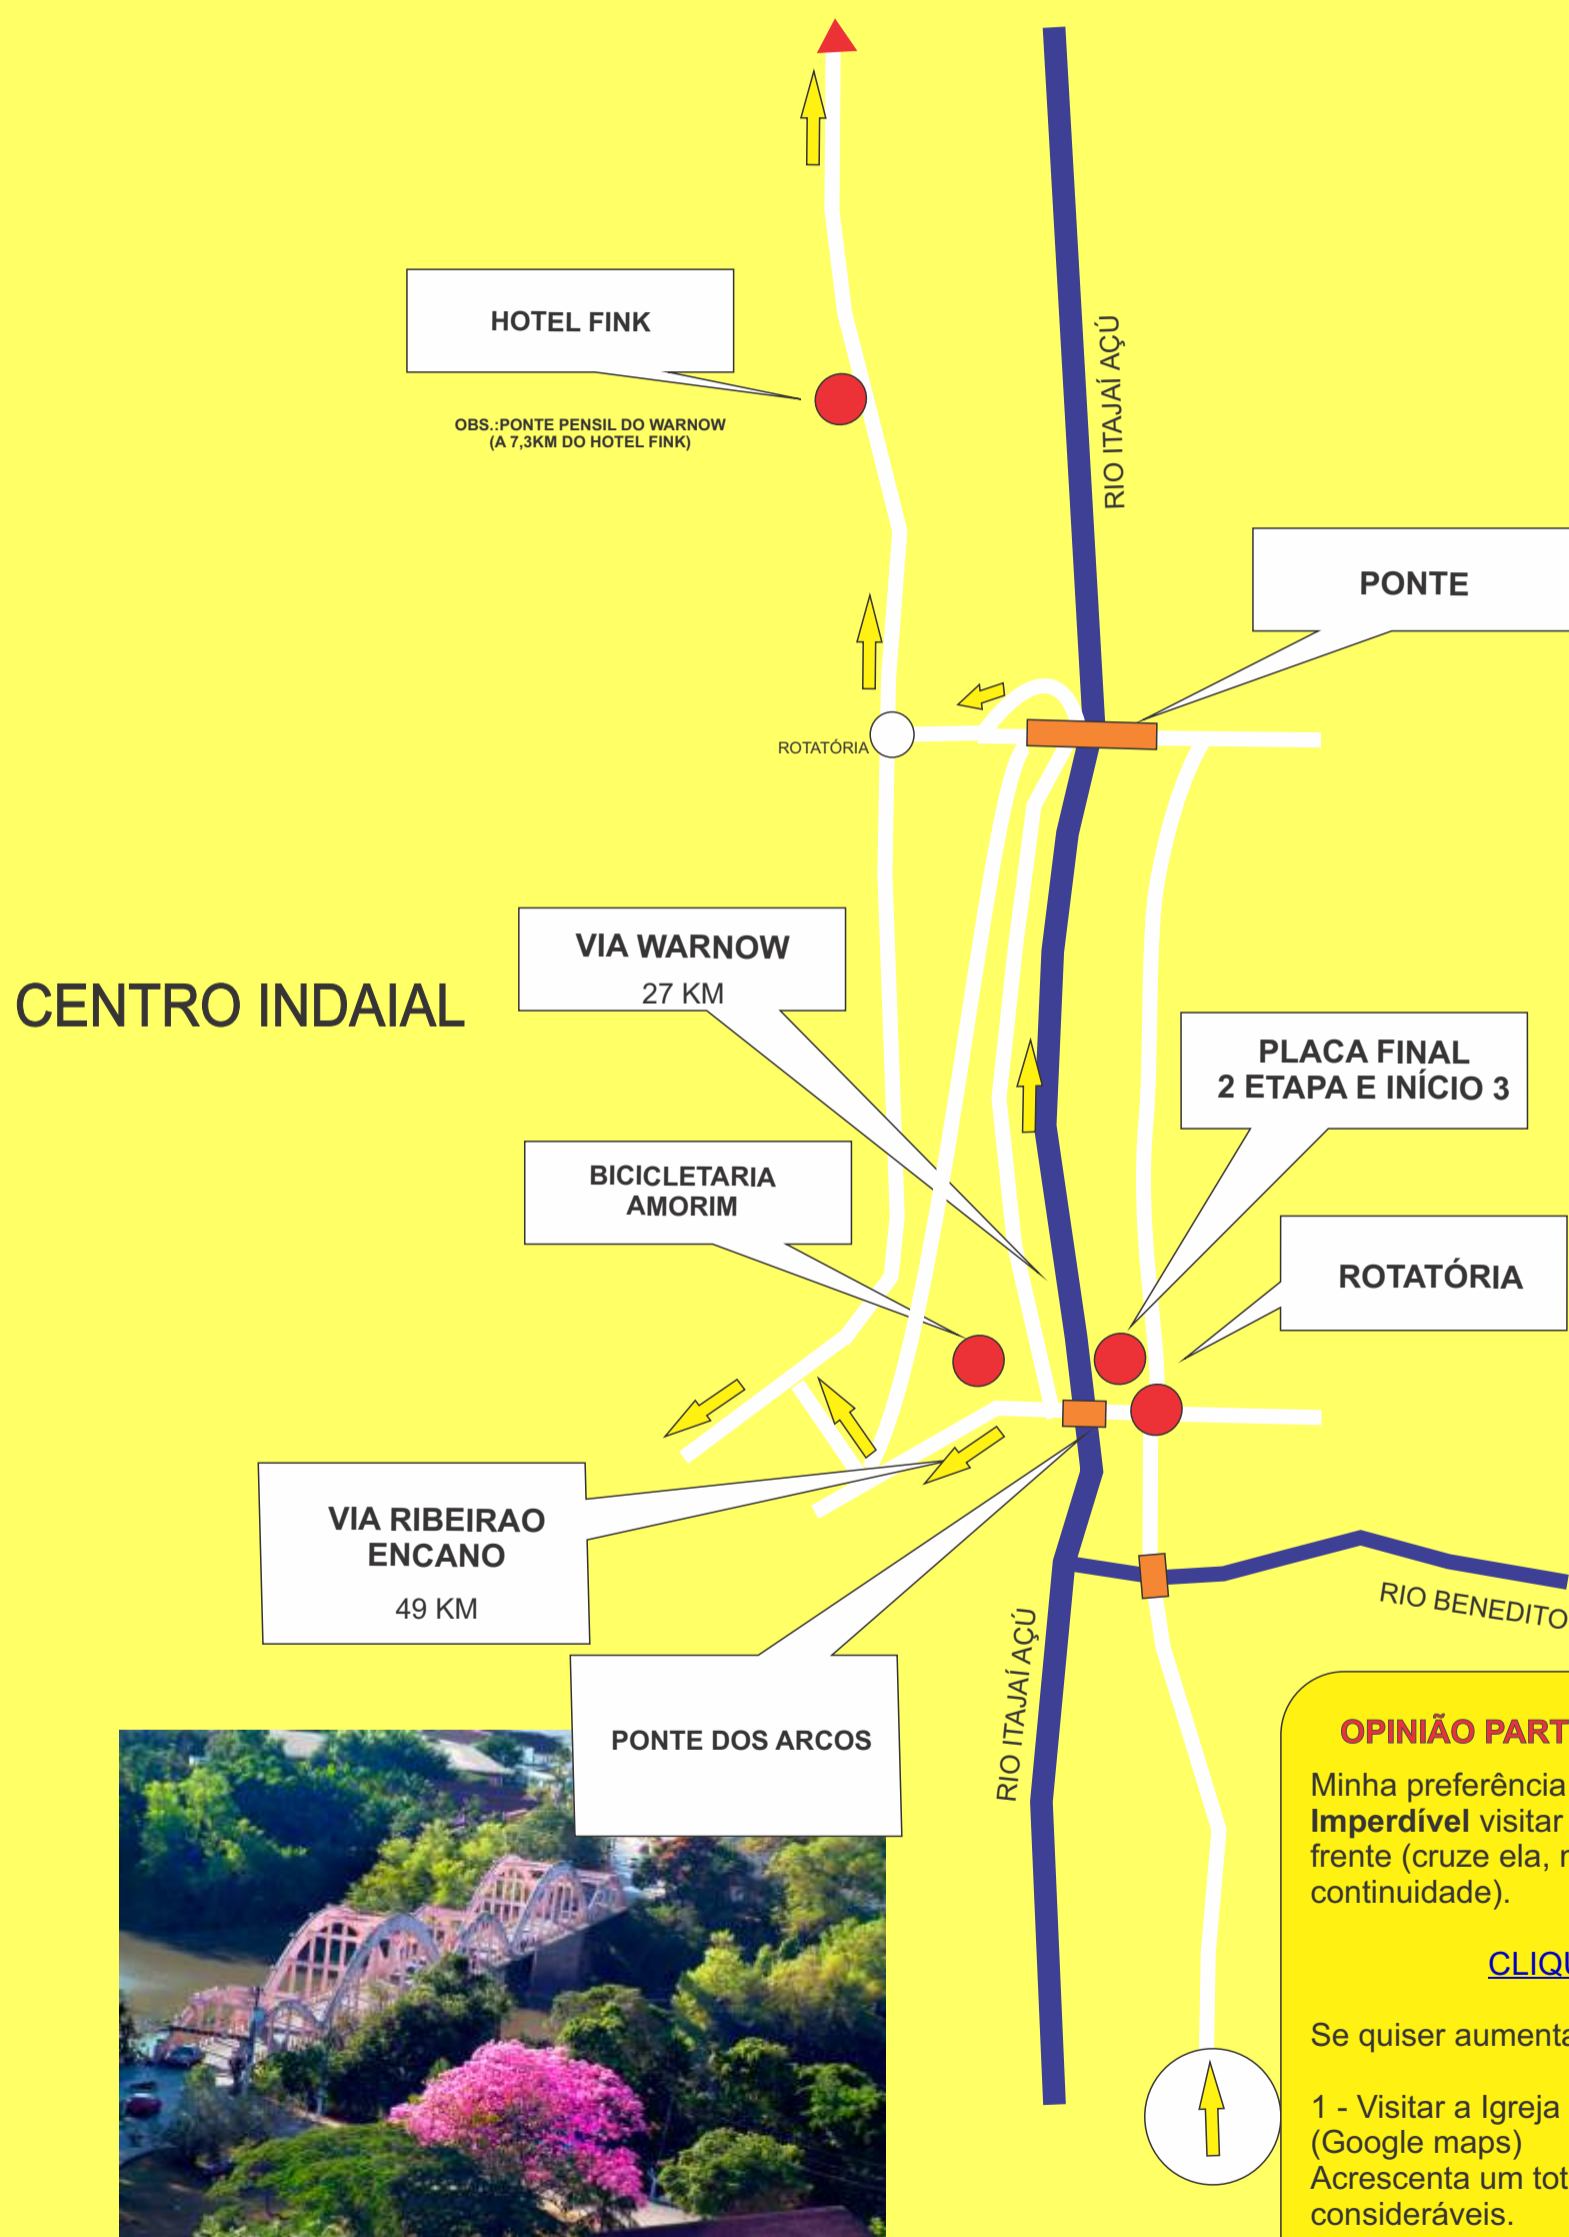 HOTEL FINK
OBS.:PONTE PENSIL DO WARNOW
(A 7,3KM DO HOTEL FINK)
RIO ITAJAÍ AÇÚ
PONTE
ROTATÓRIA
VIA WARNOW
27 KM
CENTRO INDAIAL
PLACA FINAL
2 ETAPA E INÍCIO 3
BICICLETARIA
AMORIM
ROTATÓRIA
VIA RIBEIRAO
ENCANO
49 KM
RIO BENEDITO
RIO ITAJAÍ AÇÚ
PONTE DOS ARCOS
OPINIÃO PART
Minha preferência
Imperdível visitar
frente (cruze ela,
continuidade).
CLIQU
Se quiser aumenta
1 - Visitar a Igreja
(Google maps)
Acrescenta um tot
consideráveis.